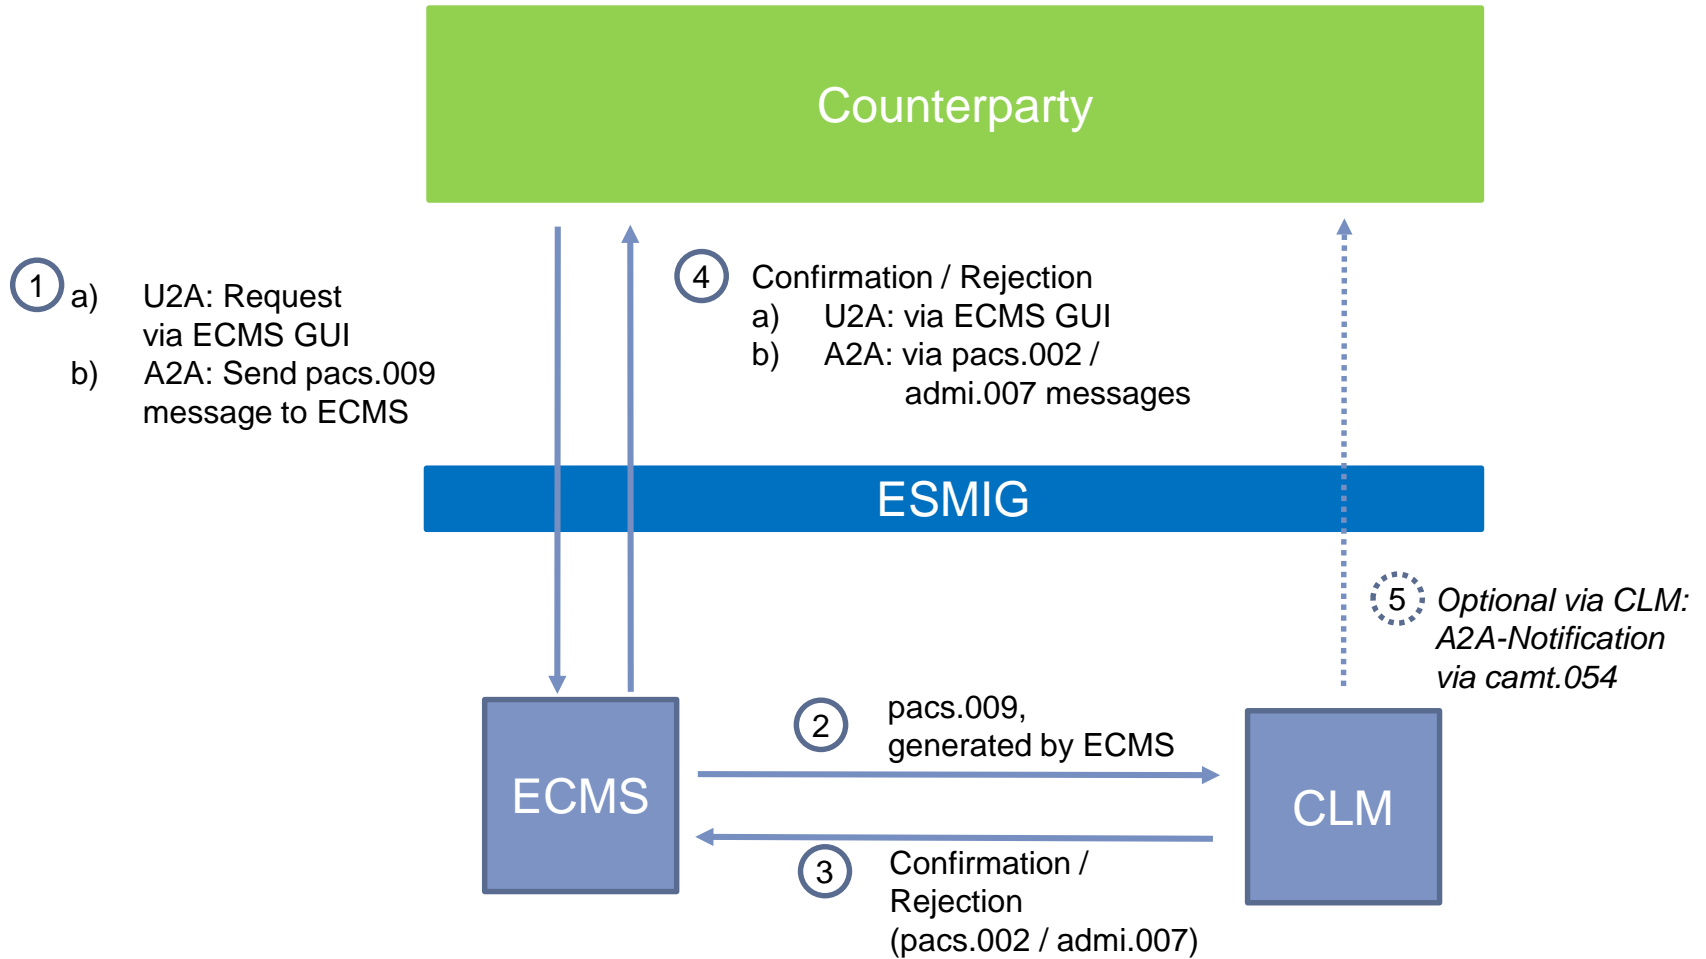 Counterparty
1
a) U2A: Request
via ECMS GUI
b) A2A: Send pacs.009
message to ECMS
4 Confirmation / Rejection
a) U2A: via ECMS GUI
b) A2A: via pacs.002 /
admi.007 messages
ESMIG
5 Optional via CLM:
A2A-Notification
via camt.054
2 pacs.009,
generated by ECMS
ECMS
CLM
3 Confirmation /
Rejection
(pacs.002 / admi.007)